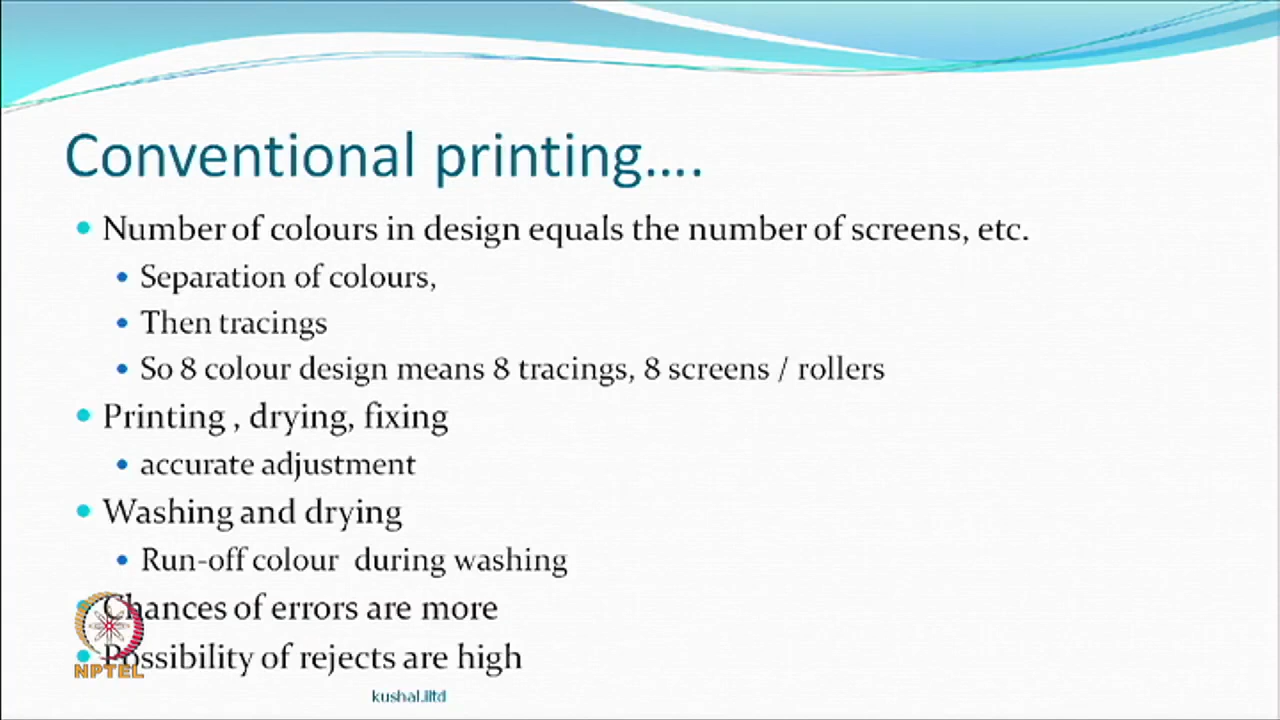 Conventional printing....
Number of colours in design equals the number of screens, etc.
Separation of colours,
Then tracings
So 8 colour design means 8 tracings, 8 screens / rollers
Printing , drying, fixing
accurate adjustment
Washing and drying
Run-off colour during washing
Chances of errors are more
Possibility of rejects are high
NPTEL
kushal.iitd